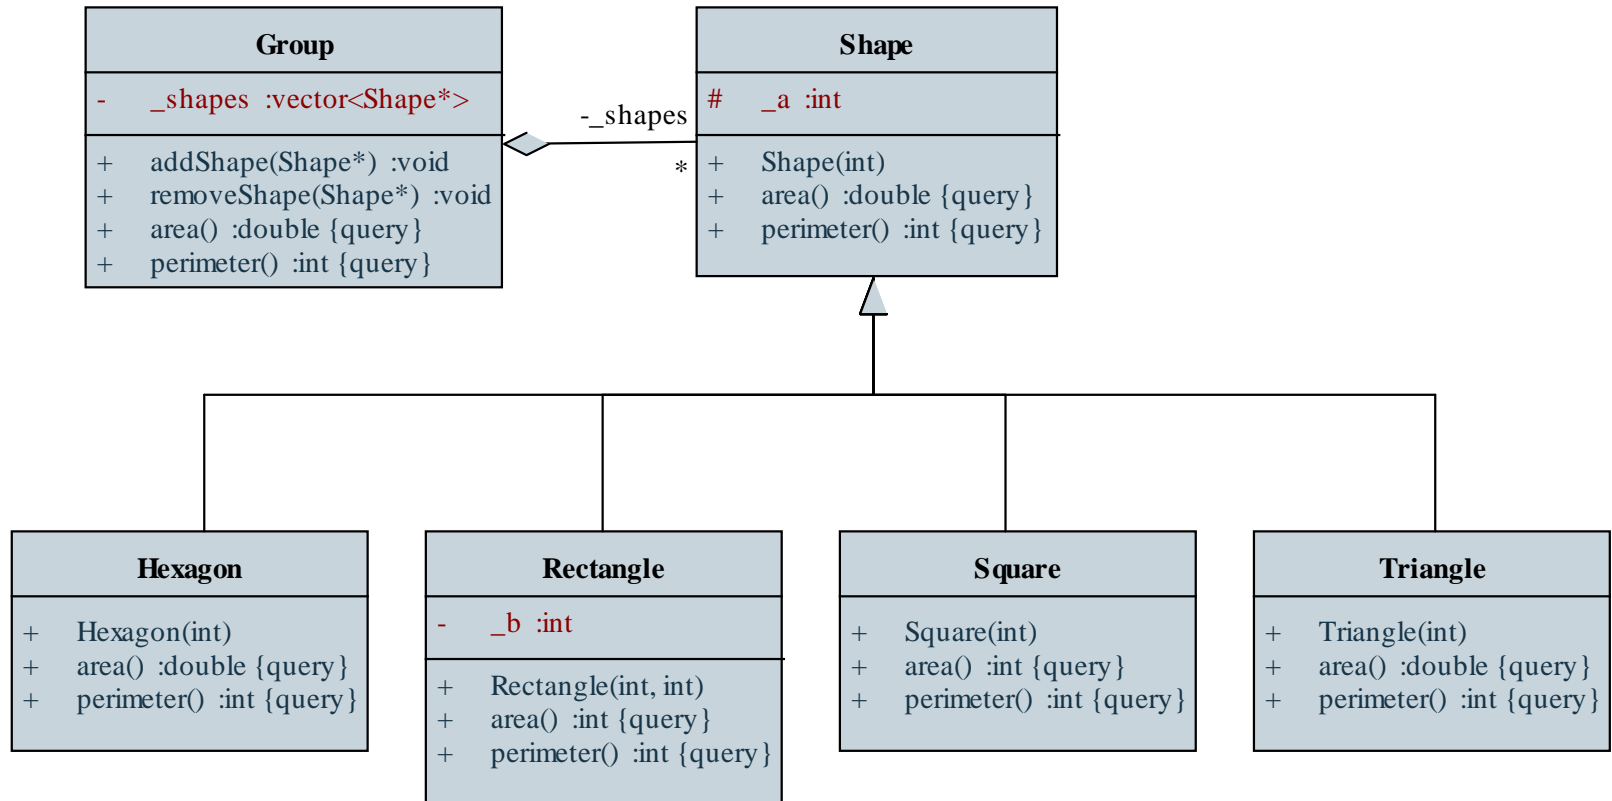 Group
- _shapes :vector<Shape*>
+ addShape(Shape*) :void
+ removeShape(Shape*) :void
+ area() :double {query}
+ perimeter() :int {query}
-_shapes
*
Shape
# _a :int
+ Shape(int)
+ area() :double {query}
+ perimeter() :int {query}
Hexagon
+ Hexagon(int)
+ area() :double {query}
+ perimeter() :int {query}
Rectangle
- _b :int
+ Rectangle(int, int)
+ area() :int {query}
+ perimeter() :int {query}
Square
+ Square(int)
+ area() :int {query}
+ perimeter() :int {query}
Triangle
+ Triangle(int)
+ area() :double {query}
+ perimeter() :int {query}